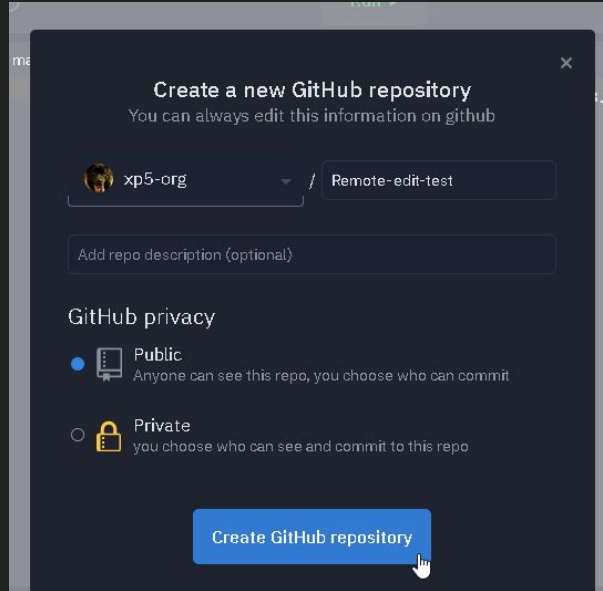 Run
ma
Create a new GitHub repository
You can always edit this information on github
xp5-org / Remote-edit-test
Add repo description (optional)
GitHub privacy
Public
Anyone can see this repo, you choose who can commit
Private
you choose who can see and commit to this repo
Create GitHub repository